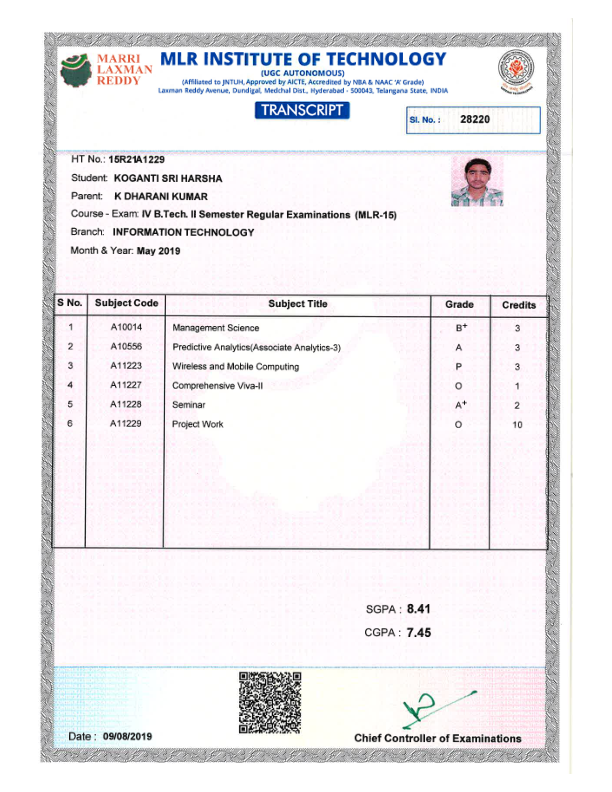 MARRI
LAXMAN
REDDY
MLR INSTITUTE OF TECHNOLOGY
(UGC AUTONOMOUS)
(Affiliated to JNTUH, Approved by AICTE, Accredited by NBA & NAAC 'A' Grade)
Laxman Reddy Avenue, Dundigal, Medchal Dist., Hyderabad - 500043, Telangana State, INDIA
TRANSCRIPT
Sl. No. : 28220
HT No.: 15R21A1229
Student: KOGANTI SRI HARSHA
Parent: K DHARANI KUMAR
Course - Exam: IV B.Tech. II Semester Regular Examinations (MLR-15)
Branch: INFORMATION TECHNOLOGY
Month & Year: May 2019
S No. Subject Code Subject Title Grade Credits
1 A10014 Management Science B+ 3
2 A10556 Predictive Analytics(Associate Analytics-3) A 3
3 A11223 Wireless and Mobile Computing P 3
4 A11227 Comprehensive Viva-II O 1
5 A11228 Seminar A+ 2
6 A11229 Project Work O 10
SGPA : 8.41
CGPA : 7.45
Date : 09/08/2019
Chief Controller of Examinations